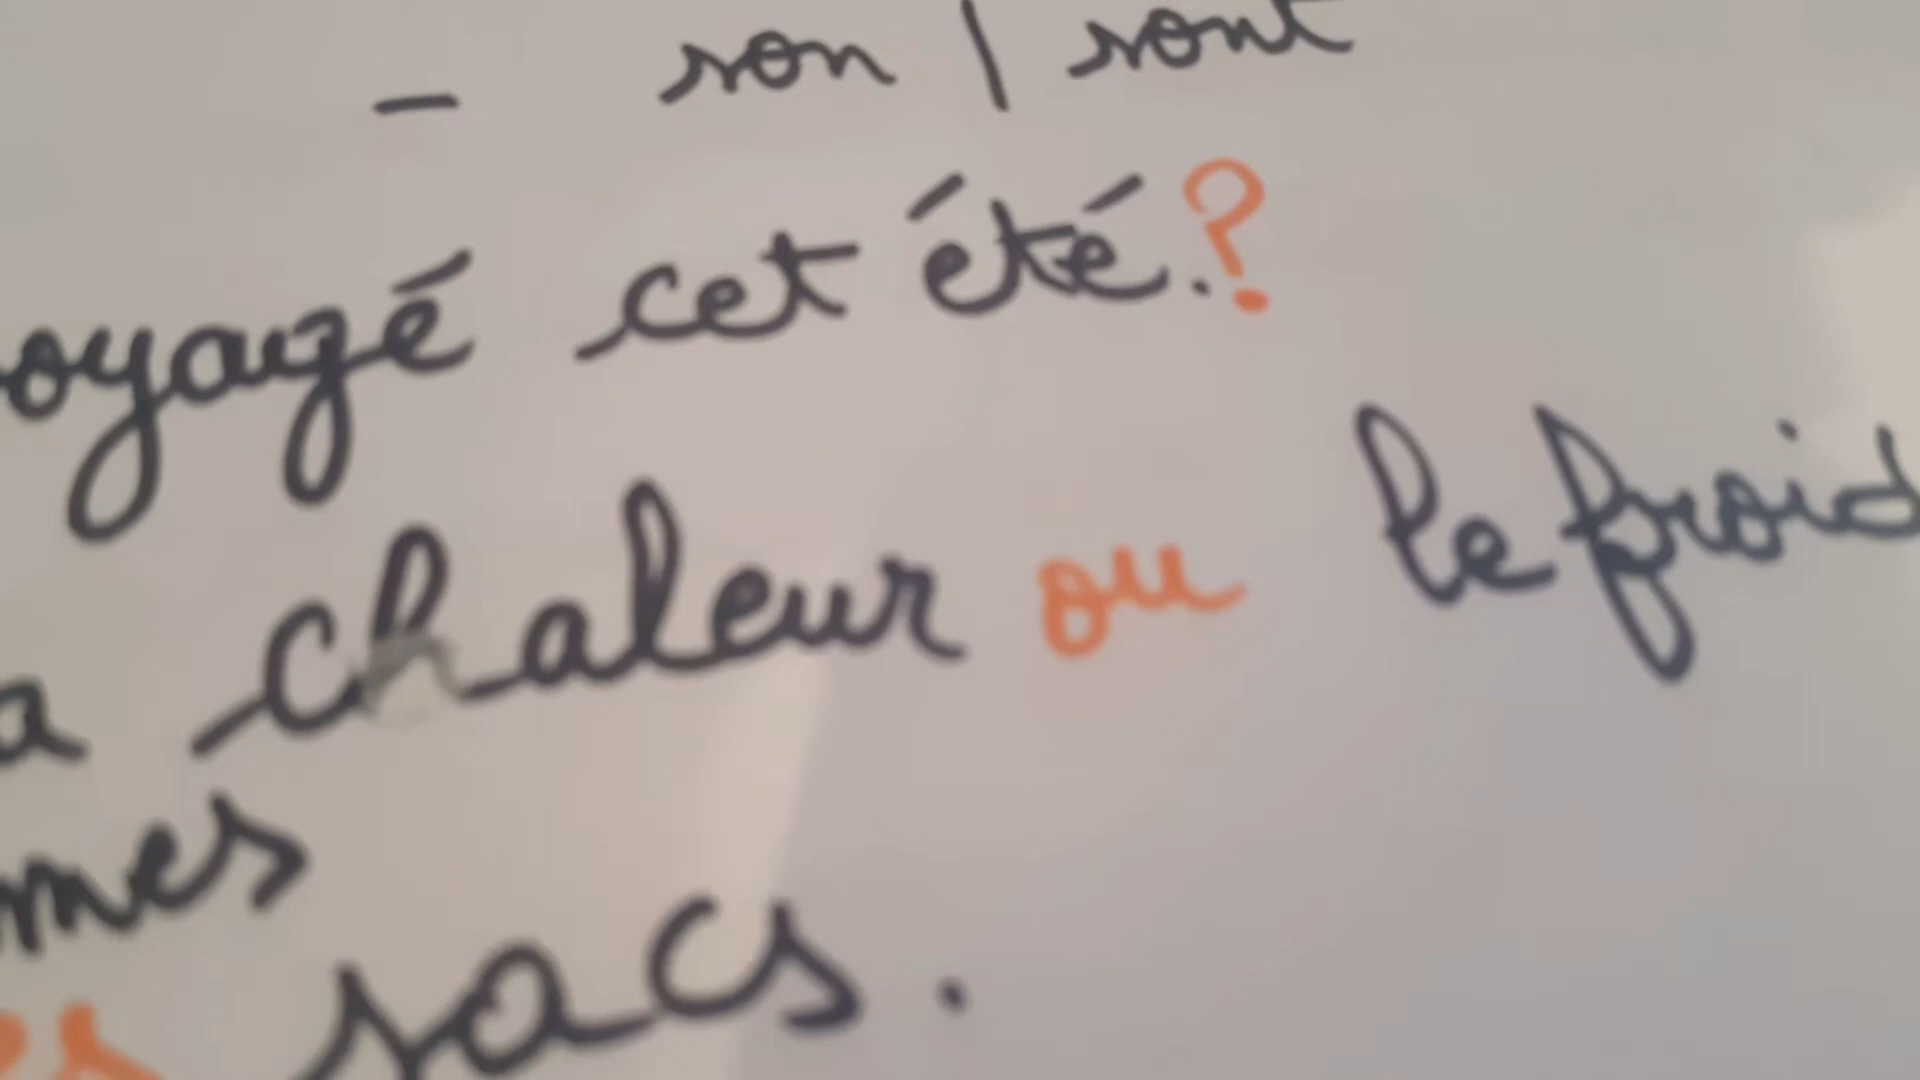 - son / sont
oyagé cet été.?
a chaleur ou le froid
mes
sacs.